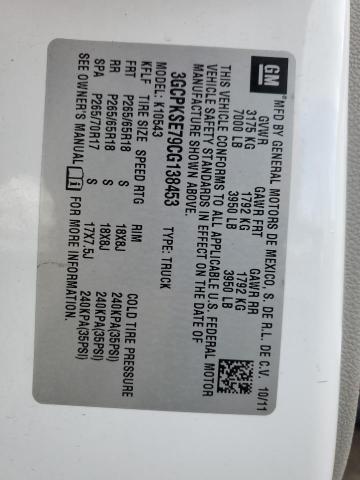 GM
MFD BY GENERAL MOTORS DE MEXICO, S. DE R.L. DE C.V. 10/11
GVWR GAWR FRT GAWR RR
3175 KG 1792 KG 1792 KG
7000 LB 3950 LB 3950 LB
THIS VEHICLE CONFORMS TO ALL APPLICABLE U.S. FEDERAL MOTOR
VEHICLE SAFETY STANDARDS IN EFFECT ON THE DATE OF
MANUFACTURE SHOWN ABOVE.
3GCPKSE79CG138453 TYPE: TRUCK
MODEL: K10543
KFLF TIRE SIZE SPEED RTG RIM COLD TIRE PRESSURE
FRT P265/65R18 S 18X8J 240KPA(35PSI)
RR P265/65R18 S 18X8J 240KPA(35PSI)
SPA P265/70R17 S 17X7.5J 240KPA(35PSI)
SEE OWNER'S MANUAL i FOR MORE INFORMATION.